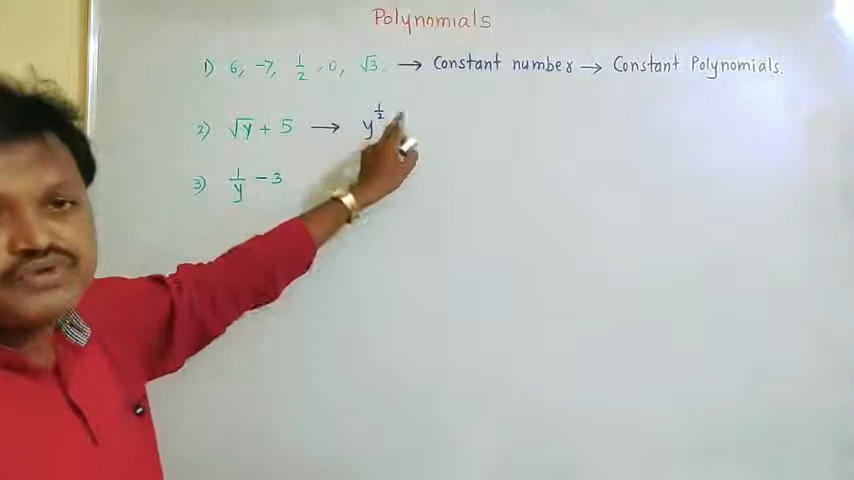 Polynomials
1) 6, -7, 1/2, 0, √3. → Constant number → Constant Polynomials.
2) √y + 5 → y^1/2
3) 1/y - 3